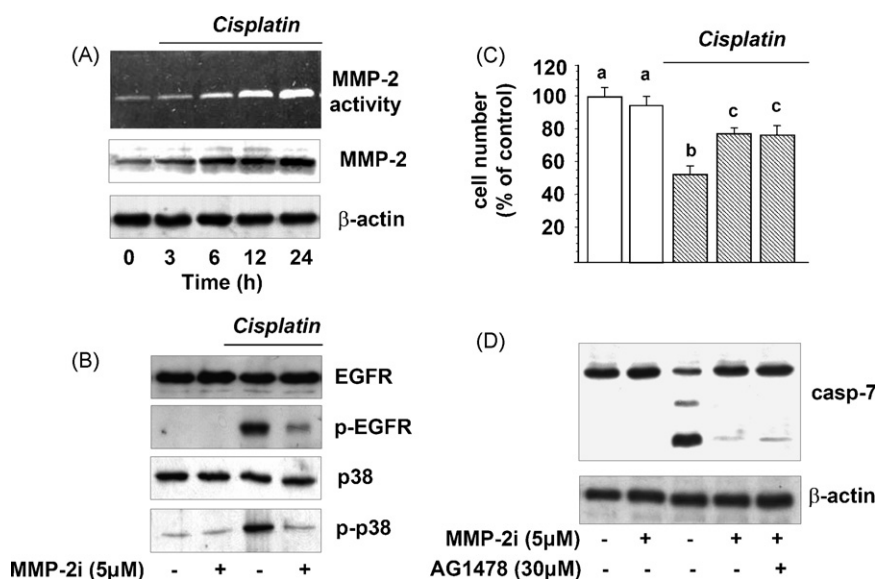 (A)
Cisplatin
MMP-2 activity
MMP-2
β-actin
0 3 6 12 24
Time (h)
(B)
Cisplatin
EGFR
p-EGFR
p38
p-p38
MMP-2i (5µM) - + - +
(C)
Cisplatin
cell number
(% of control)
120
100
80
60
40
20
a a b c c
(D)
casp-7
β-actin
MMP-2i (5µM) - + - + +
AG1478 (30µM) - - - - +